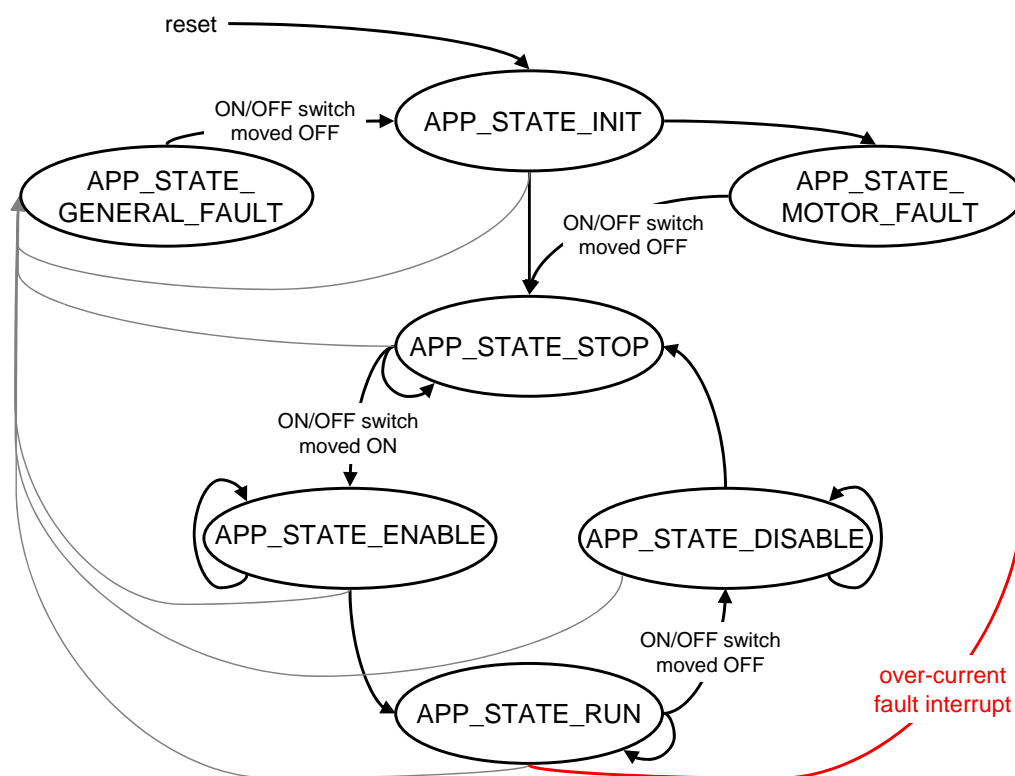 reset
ON/OFF switch
moved OFF
APP_STATE_INIT
APP_STATE_
GENERAL_FAULT
APP_STATE_
MOTOR_FAULT
ON/OFF switch
moved OFF
APP_STATE_STOP
ON/OFF switch
moved ON
APP_STATE_ENABLE
APP_STATE_DISABLE
ON/OFF switch
moved OFF
over-current
fault interrupt
APP_STATE_RUN